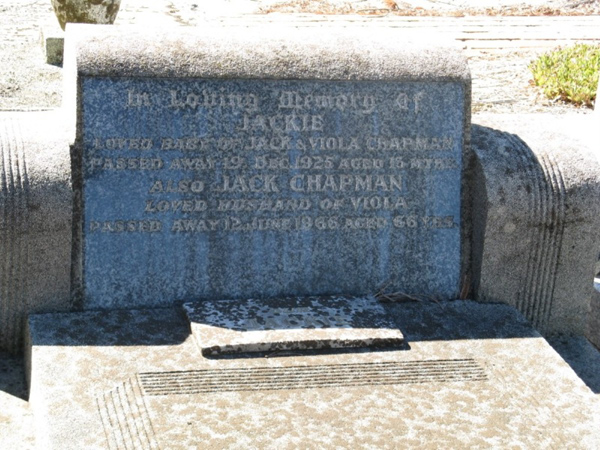 In Loving Memory of
JACKIE
LOVED BABY OF JACK & VIOLA CHAPMAN
PASSED AWAY 19. DEC. 1925 AGED 15 MTHS.
ALSO JACK CHAPMAN
LOVED HUSBAND OF VIOLA
PASSED AWAY 12. JUNE 1966 AGED 66 YRS.